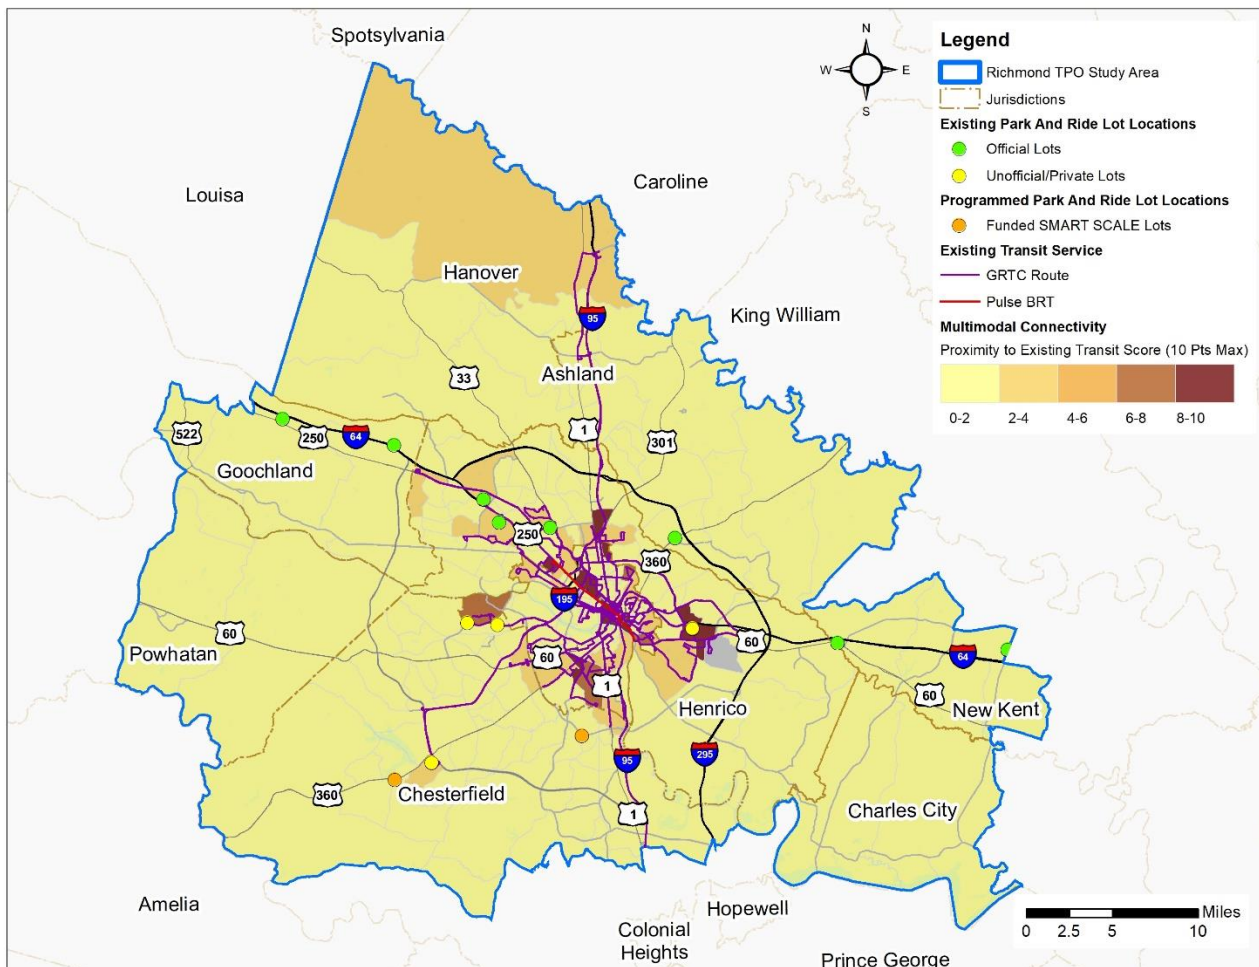 Spotsylvania
Louisa
Caroline
Hanover
King William
95
33
Ashland
1
301
522
250
64
Goochland
250
360
195
60
60
Powhatan
60
1
64
60
New Kent
Henrico
95
295
360
Chesterfield
1
Charles City
Amelia
Hopewell
Colonial
Heights
Prince George
N
W
E
S
Legend
Richmond TPO Study Area
Jurisdictions
Existing Park And Ride Lot Locations
Official Lots
Unofficial/Private Lots
Programmed Park And Ride Lot Locations
Funded SMART SCALE Lots
Existing Transit Service
GRTC Route
Pulse BRT
Multimodal Connectivity
Proximity to Existing Transit Score (10 Pts Max)
0-2 2-4 4-6 6-8 8-10
Miles
0 2.5 5 10